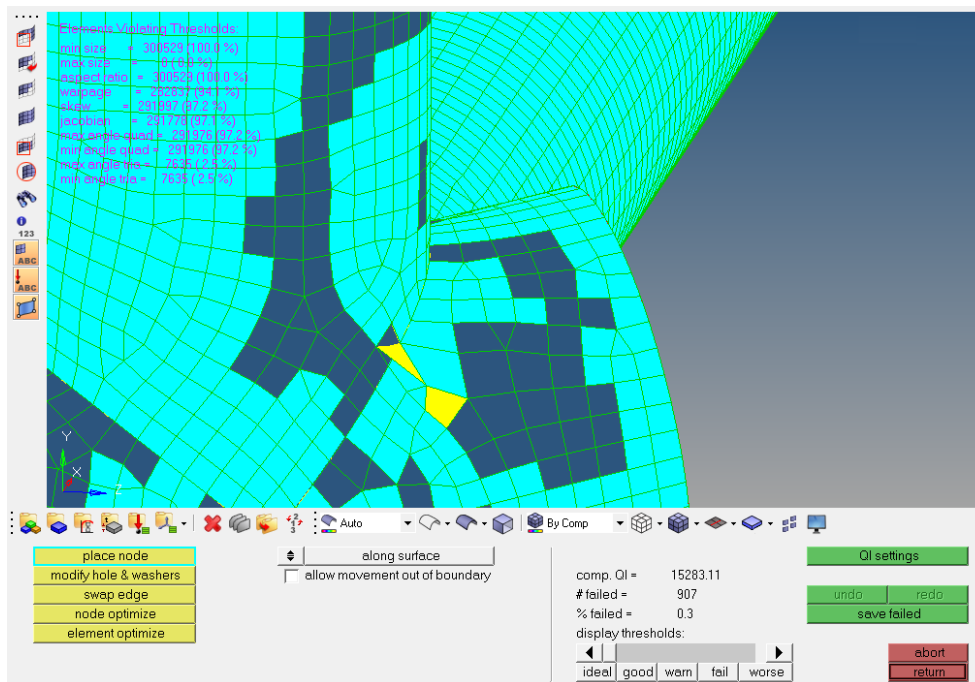 Elements Violating Thresholds:
min size = 300529 (100.0 %)
max size = 0 ( 0.0 %)
aspect ratio = 300529 (100.0 %)
warpage = 282837 (94.1 %)
skew = 291997 (97.2 %)
jacobian = 291778 (97.1 %)
max angle quad = 291976 (97.2 %)
min angle quad = 291976 (97.2 %)
max angle tria = 7635 ( 2.5 %)
min angle tria = 7635 ( 2.5 %)
123
ABC
ABC
Y
X
Z
1 2 3
Auto
By Comp
place node
along surface
QI settings
modify hole & washers
allow movement out of boundary
comp. QI = 15283.11
swap edge
# failed = 907
undo
redo
node optimize
% failed = 0.3
save failed
element optimize
display thresholds:
abort
ideal
good
warn
fail
worse
return